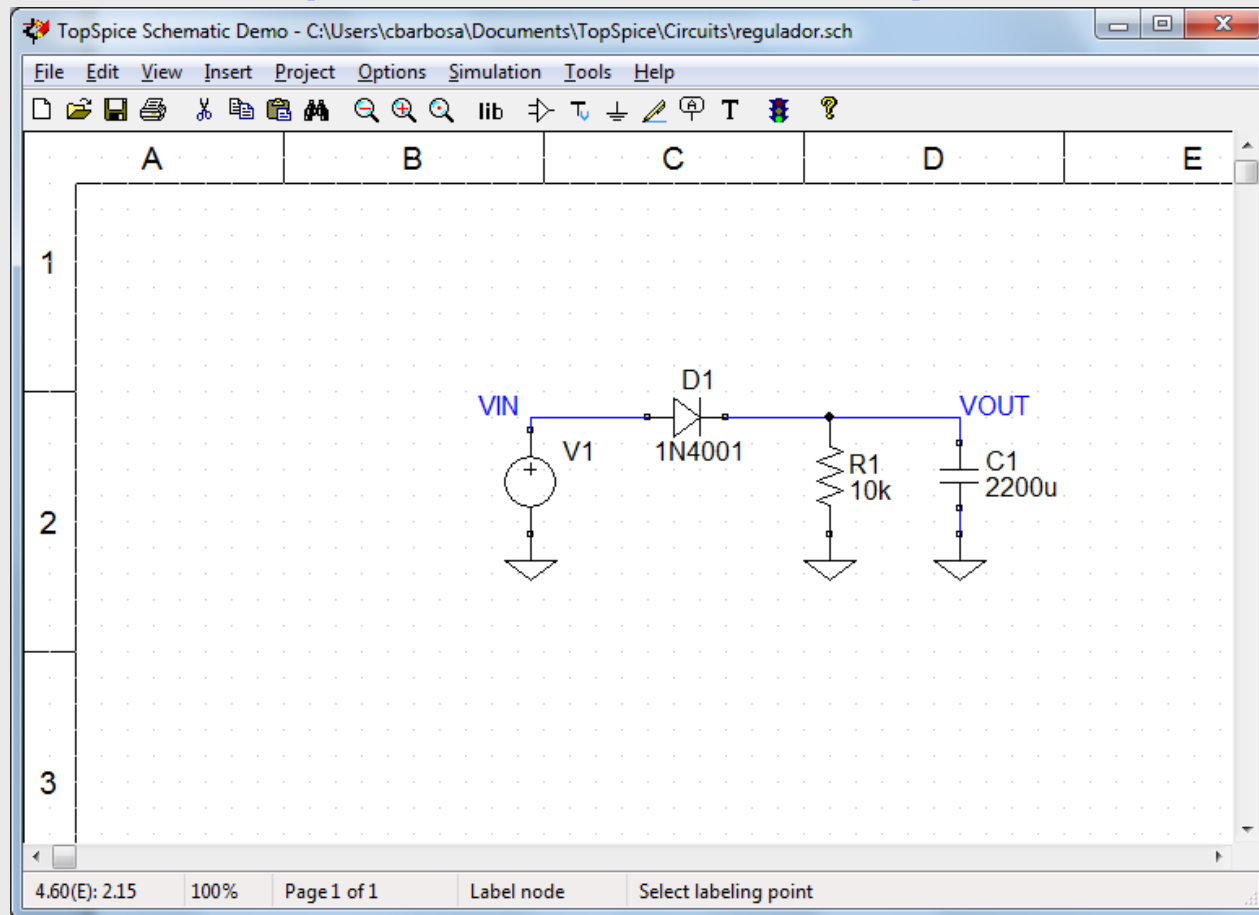 TopSpice Schematic Demo - C:\Users\cbarbosa\Documents\TopSpice\Circuits\regulador.sch
File Edit View Insert Project Options Simulation Tools Help
lib T
A B C D E
1
D1
VIN VOUT
V1 1N4001 R1 C1
10k 2200u
2
3
4.60(E): 2.15 100% Page 1 of 1 Label node Select labeling point